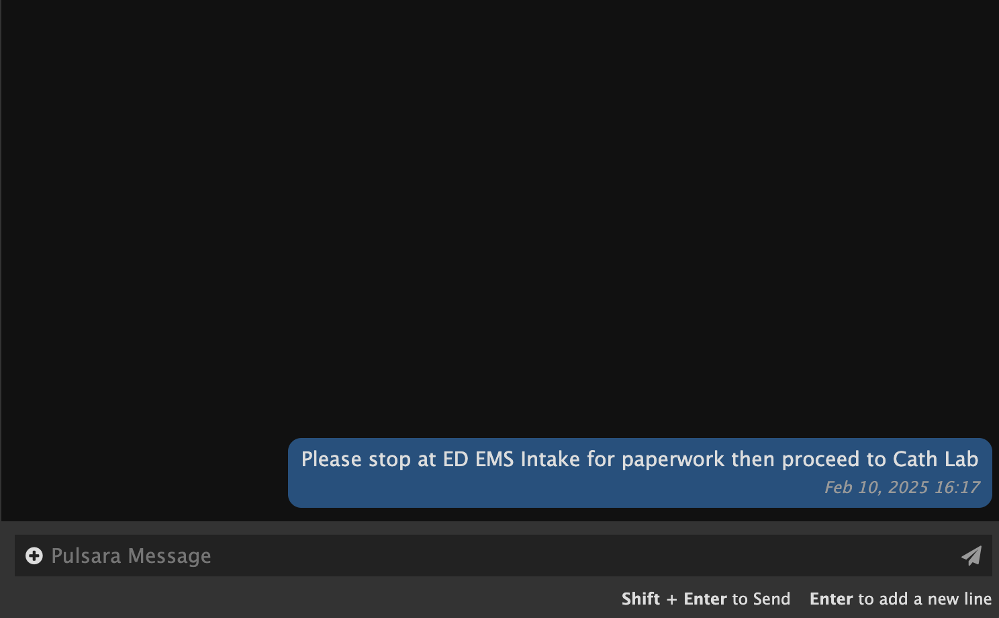 Please stop at ED EMS Intake for paperwork then proceed to Cath Lab
Feb 10, 2025 16:17
Pulsara Message
Shift + Enter to Send Enter to add a new line